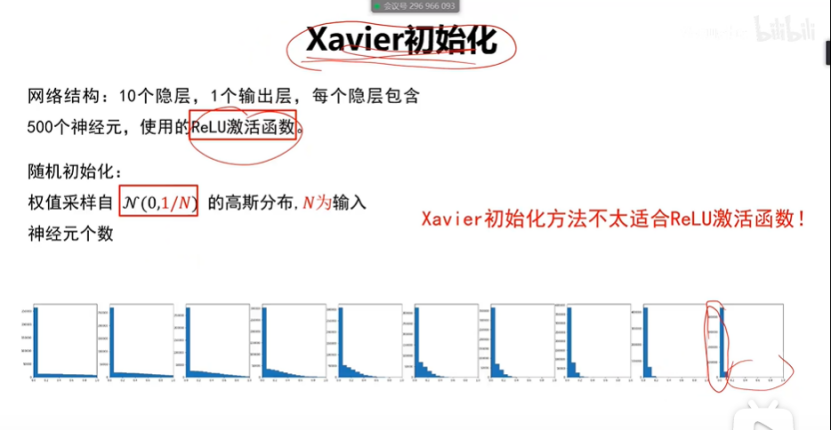 会议号 296 966 093
bilibili
Xavier初始化
网络结构：10个隐层，1个输出层，每个隐层包含
500个神经元，使用的ReLU激活函数。
随机初始化：
权值采样自 𝒩(0,1/N) 的高斯分布,N为输入
神经元个数
Xavier初始化方法不太适合ReLU激活函数！